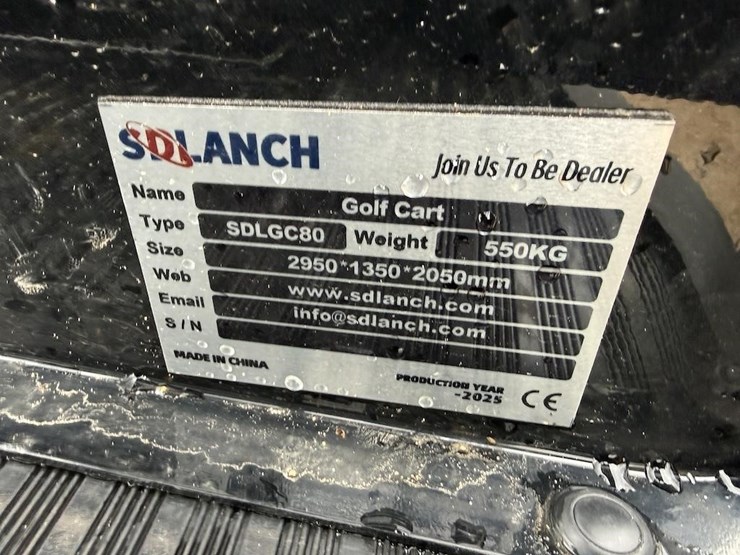 SDLANCH
Join Us To Be Dealer
Name Golf Cart
Type SDLGC80 Weight 550KG
Size 2950*1350*2050mm
Web www.sdlanch.com
Email info@sdlanch.com
S/N
MADE IN CHINA
PRODUCTION YEAR
-2025
CE